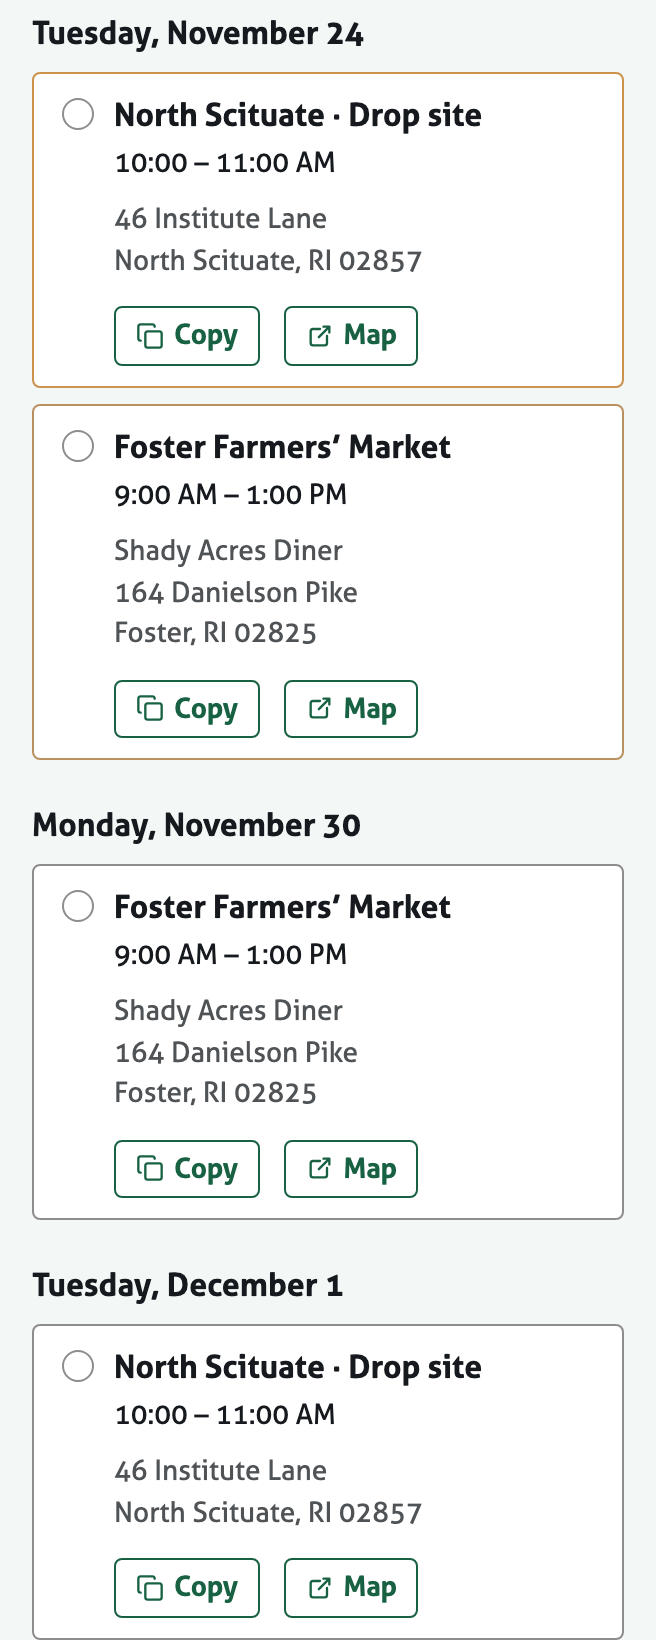 Tuesday, November 24
North Scituate · Drop site
10:00 – 11:00 AM
46 Institute Lane
North Scituate, RI 02857
Copy Map
Foster Farmers’ Market
9:00 AM – 1:00 PM
Shady Acres Diner
164 Danielson Pike
Foster, RI 02825
Copy Map
Monday, November 30
Foster Farmers’ Market
9:00 AM – 1:00 PM
Shady Acres Diner
164 Danielson Pike
Foster, RI 02825
Copy Map
Tuesday, December 1
North Scituate · Drop site
10:00 – 11:00 AM
46 Institute Lane
North Scituate, RI 02857
Copy Map